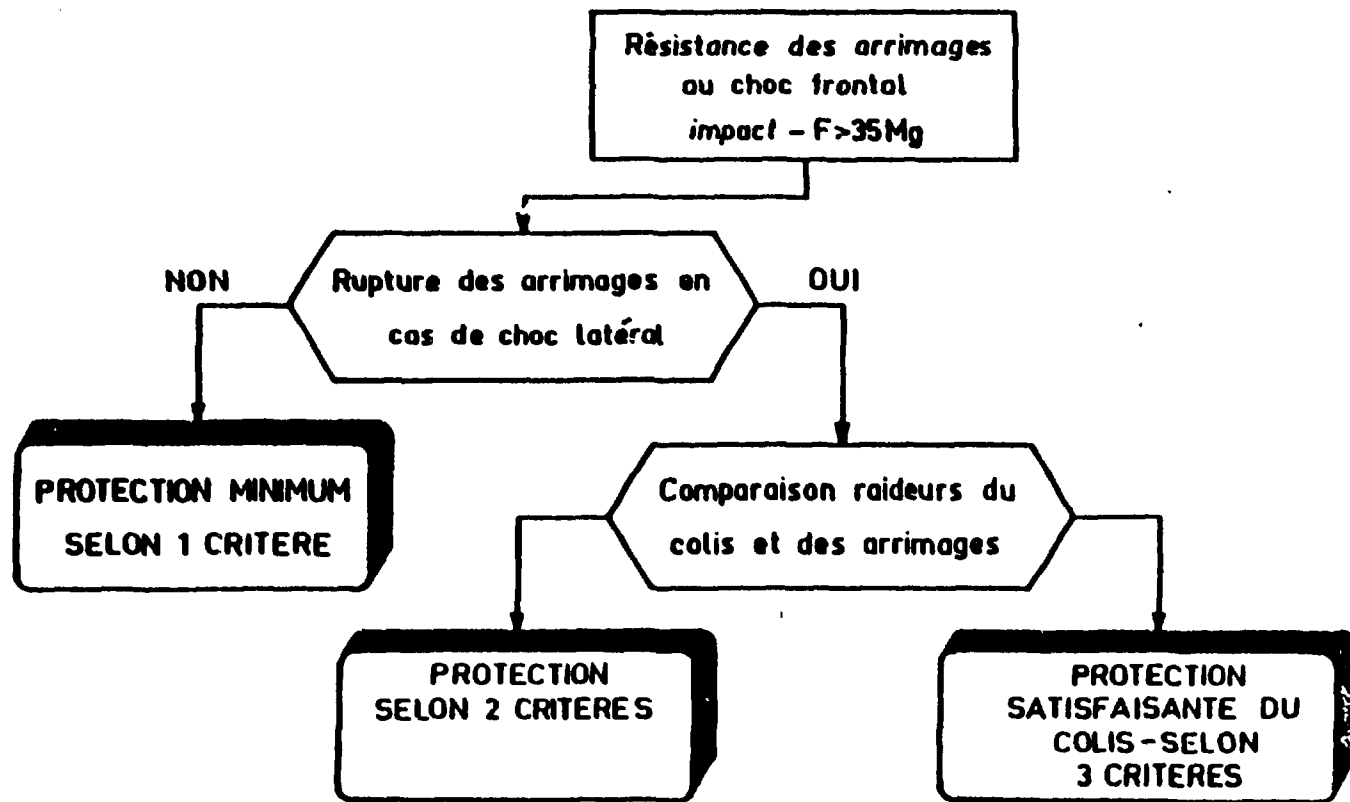 Résistance des arrimages
au choc frontal
impact - F>35Mg
NON
Rupture des arrimages en
cas de choc latéral
OUI
PROTECTION MINIMUM
SELON 1 CRITERE
Comparaison raideurs du
colis et des arrimages
PROTECTION
SELON 2 CRITERES
PROTECTION
SATISFAISANTE DU
COLIS-SELON
3 CRITERES